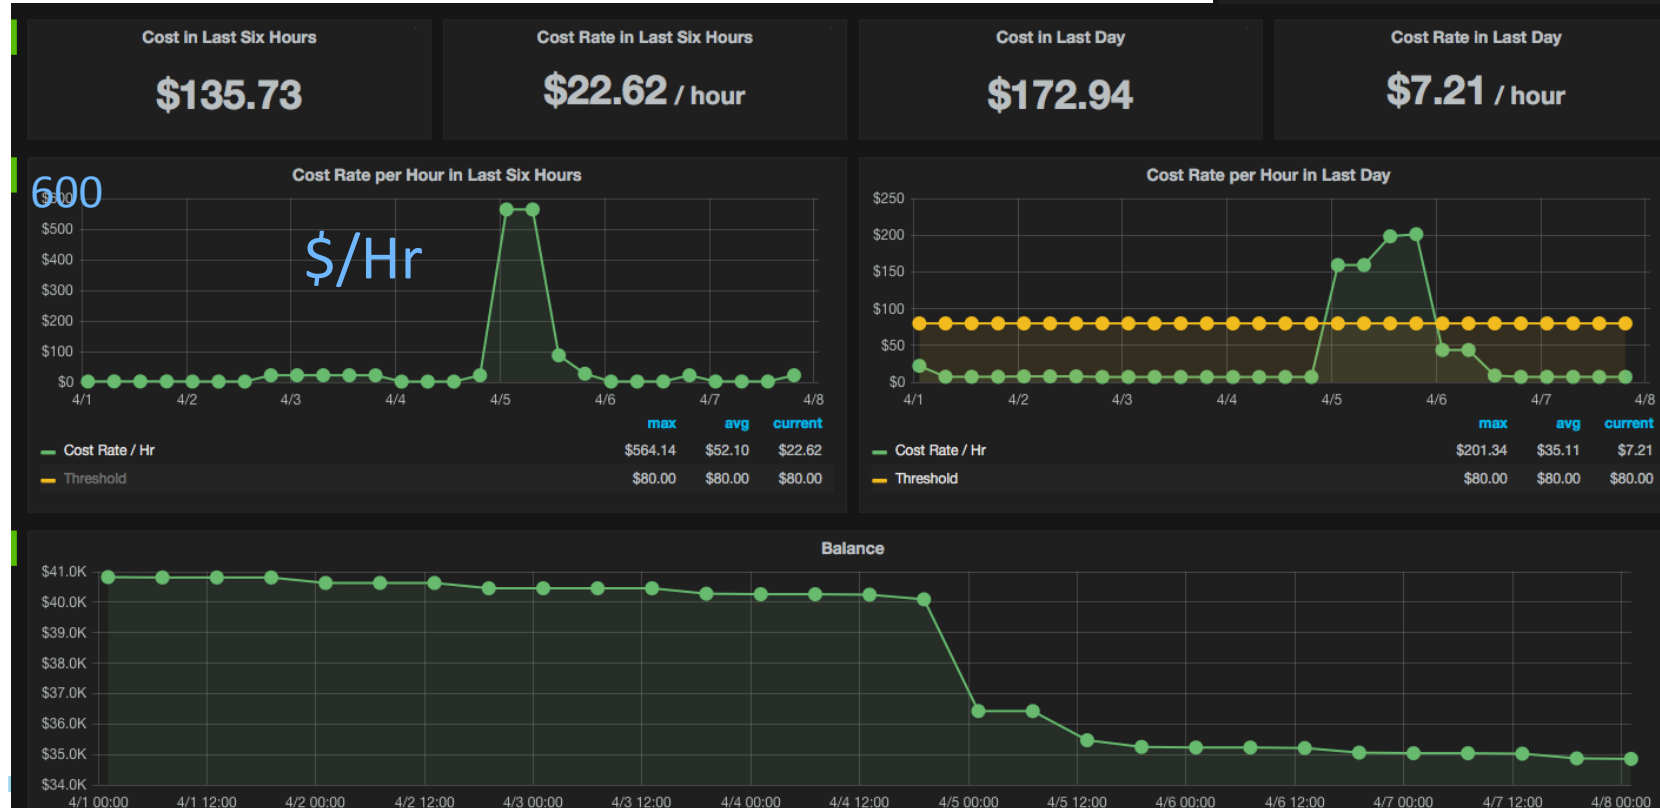 Cost in Last Six Hours
$135.73
Cost Rate in Last Six Hours
$22.62 / hour
Cost in Last Day
$172.94
Cost Rate in Last Day
$7.21 / hour
Cost Rate per Hour in Last Six Hours
600
$/Hr
$600
$500
$400
$300
$200
$100
$0
4/1 4/2 4/3 4/4 4/5 4/6 4/7 4/8
max avg current
Cost Rate / Hr $564.14 $52.10 $22.62
Threshold $80.00 $80.00 $80.00
Cost Rate per Hour in Last Day
$250
$200
$150
$100
$50
$0
4/1 4/2 4/3 4/4 4/5 4/6 4/7 4/8
max avg current
Cost Rate / Hr $201.34 $35.11 $7.21
Threshold $80.00 $80.00 $80.00
Balance
$41.0K
$40.0K
$39.0K
$38.0K
$37.0K
$36.0K
$35.0K
$34.0K
4/1 00:00 4/1 12:00 4/2 00:00 4/2 12:00 4/3 00:00 4/3 12:00 4/4 00:00 4/4 12:00 4/5 00:00 4/5 12:00 4/6 00:00 4/6 12:00 4/7 00:00 4/7 12:00 4/8 00:00